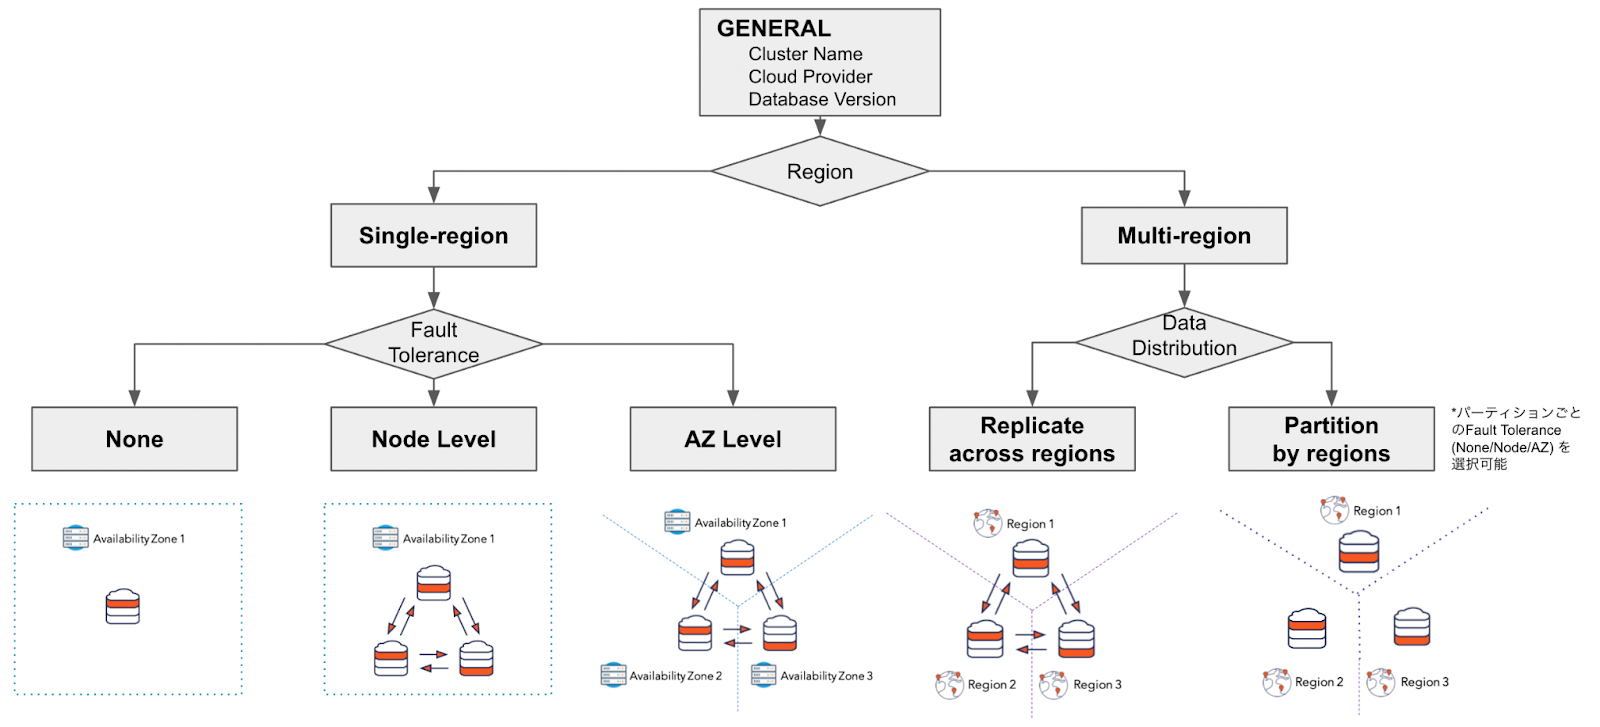 GENERAL
Cluster Name
Cloud Provider
Database Version
Region
Single-region
Multi-region
Fault
Tolerance
Data
Distribution
None
Node Level
AZ Level
Replicate
across regions
Partition
by regions
*パーティションごと
のFault Tolerance
(None/Node/AZ) を
選択可能
Availability Zone 1
Availability Zone 1
Availability Zone 1
Availability Zone 2
Availability Zone 3
Region 1
Region 2
Region 3
Region 1
Region 2
Region 3